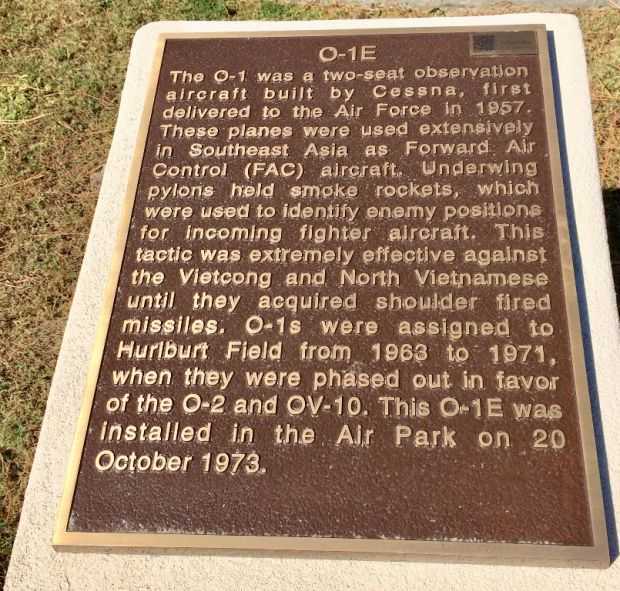 O-1E
The O-1 was a two-seat observation
aircraft built by Cessna, first
delivered to the Air Force in 1957.
These planes were used extensively
in Southeast Asia as Forward Air
Control (FAC) aircraft. Underwing
pylons held smoke rockets, which
were used to identify enemy positions
for incoming fighter aircraft. This
tactic was extremely effective against
the Vietcong and North Vietnamese
until they acquired shoulder fired
missiles. O-1s were assigned to
Hurlburt Field from 1963 to 1971,
when they were phased out in favor
of the O-2 and OV-10. This O-1E was
installed in the Air Park on 20
October 1973.